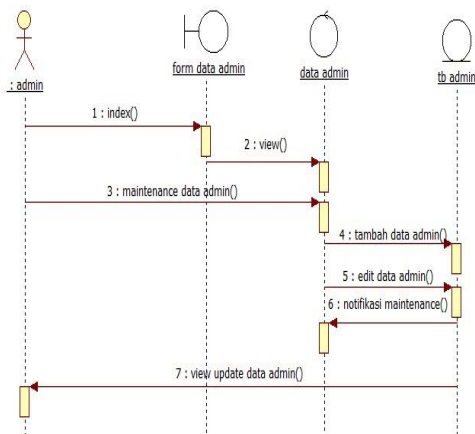 : admin
form data admin
data admin
tb admin
1 : index()
2 : view()
3 : maintenance data admin()
4 : tambah data admin()
5 : edit data admin()
6 : notifikasi maintenance()
7 : view update data admin()